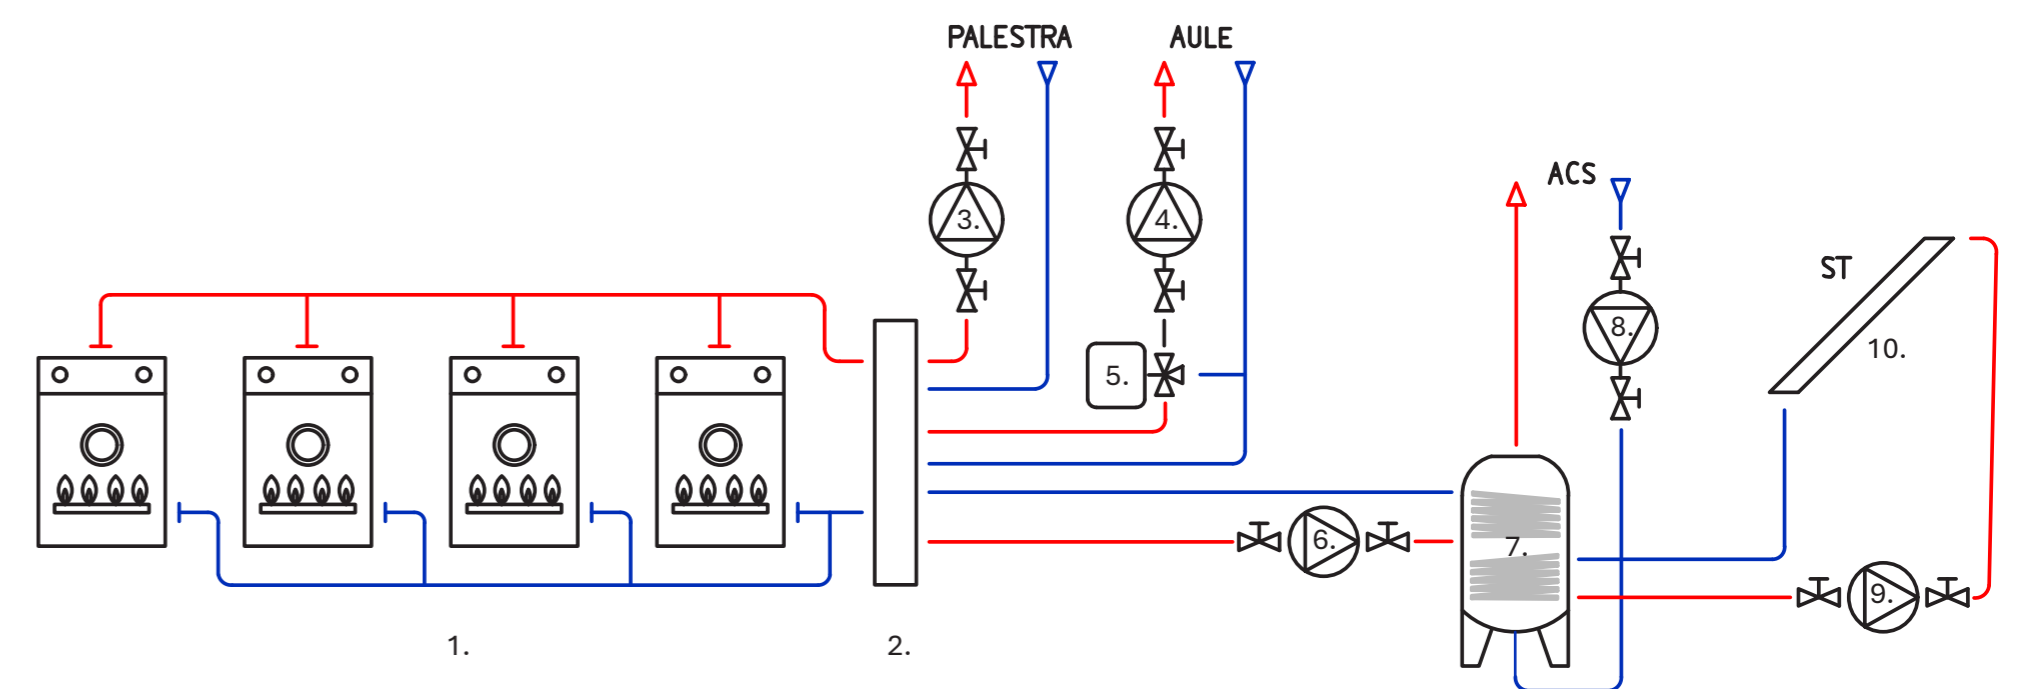 PALESTRA
AULE
ACS
ST
3.
4.
5.
8.
10.
6.
7.
9.
1.
2.